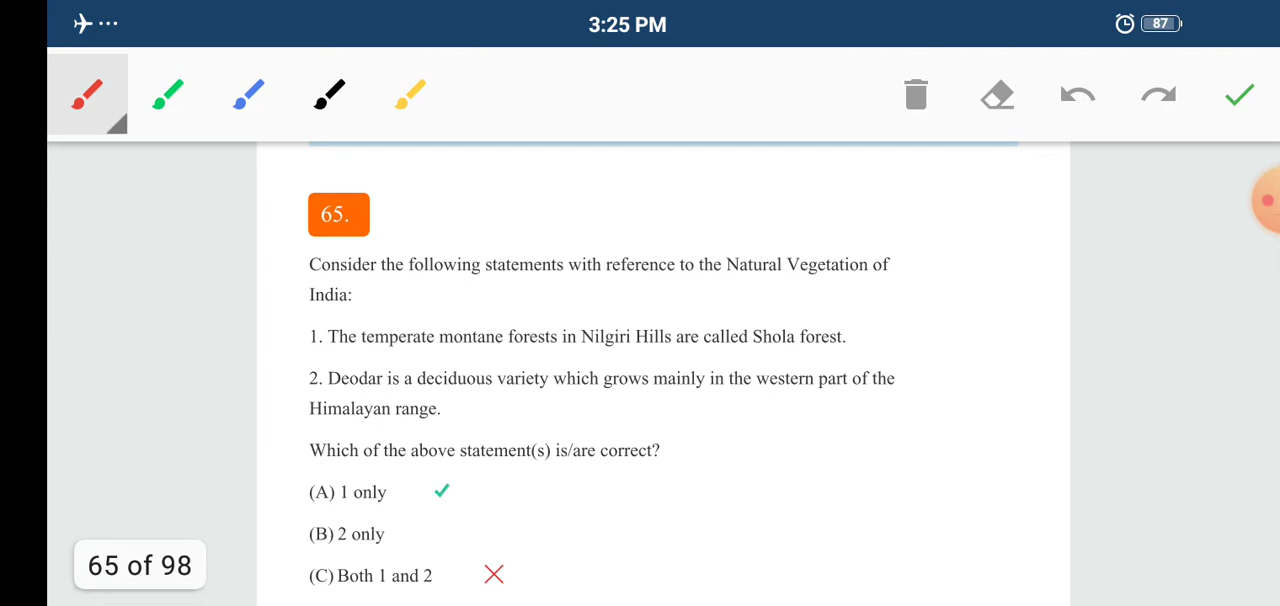 3:25 PM
87
65.
Consider the following statements with reference to the Natural Vegetation of
India:
1. The temperate montane forests in Nilgiri Hills are called Shola forest.
2. Deodar is a deciduous variety which grows mainly in the western part of the
Himalayan range.
Which of the above statement(s) is/are correct?
(A) 1 only
(B) 2 only
(C) Both 1 and 2
65 of 98